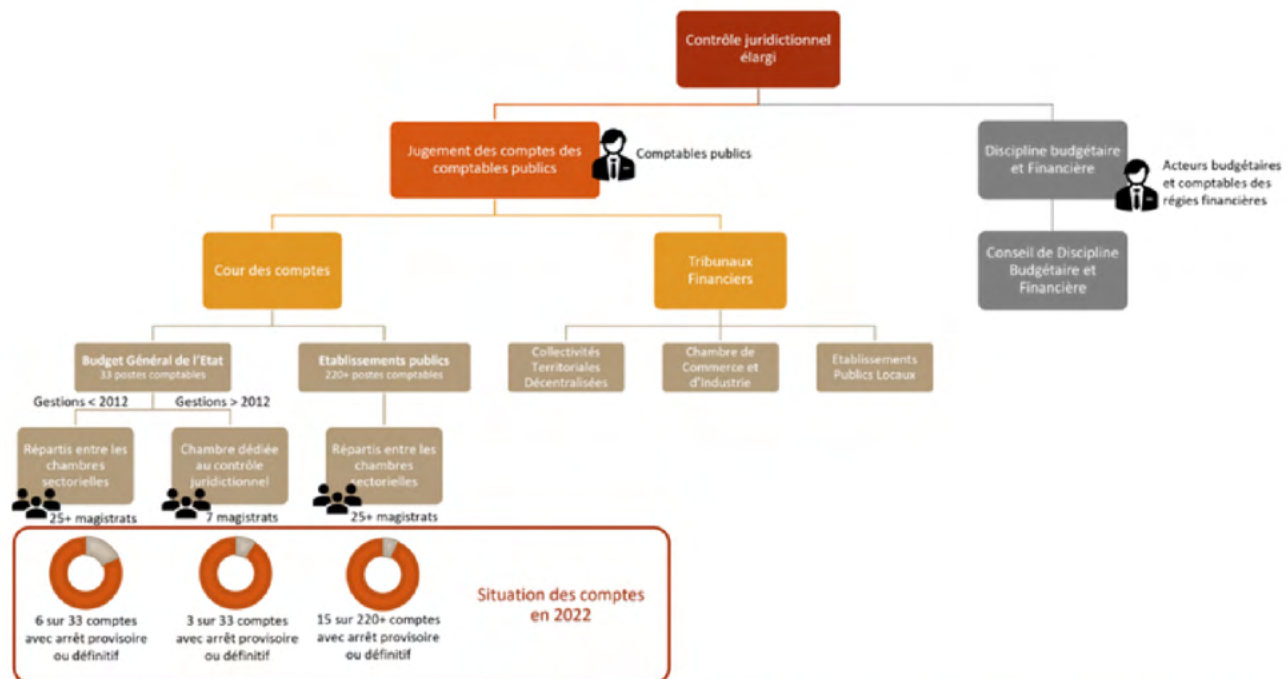 Contrôle juridictionnel
élargi
Jugement des comptes des
comptables publics
Comptables publics
Discipline budgétaire
et Financière
Acteurs budgétaires
et comptables des
régies financières
Cour des comptes
Tribunaux
Financiers
Conseil de Discipline
Budgétaire et
Financière
Budget Général de l'Etat
33 postes comptables
Etablissements publics
220+ postes comptables
Collectivités
Territoriales
Décentralisées
Chambre de
Commerce et
d'Industrie
Etablissements
Publics Locaux
Gestions < 2012
Gestions > 2012
Répartis entre les
chambres
sectorielles
Chambre dédiée
au contrôle
juridictionnel
Répartis entre les
chambres
sectorielles
25+ magistrats
7 magistrats
25+ magistrats
6 sur 33 comptes
avec arrêt provisoire
ou définitif
3 sur 33 comptes
avec arrêt provisoire
ou définitif
15 sur 220+ comptes
avec arrêt provisoire
ou définitif
Situation des comptes
en 2022